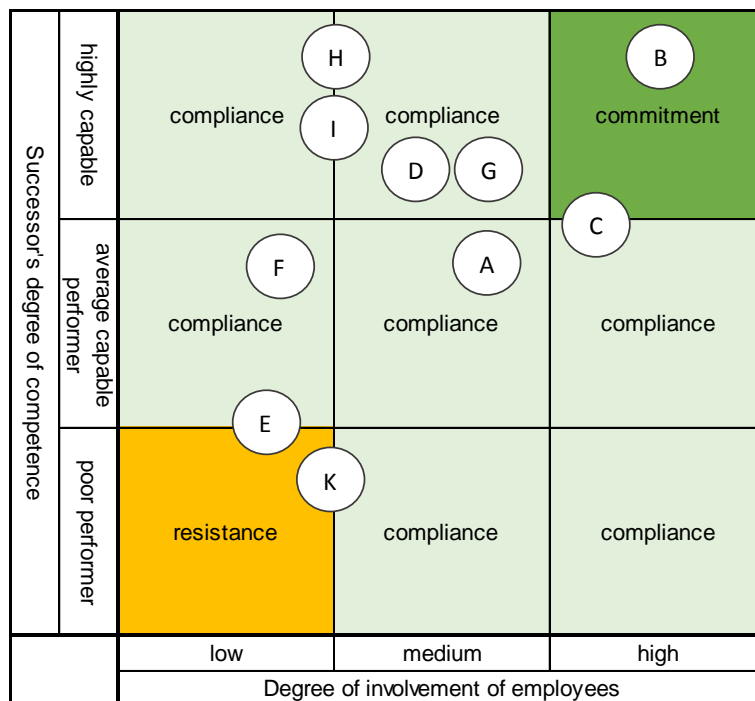 Successor's degree of competence
highly capable
average capable
performer
poor performer
H
B
compliance
compliance
commitment
I
D
G
C
F
A
compliance
compliance
compliance
E
K
resistance
compliance
compliance
low
medium
high
Degree of involvement of employees